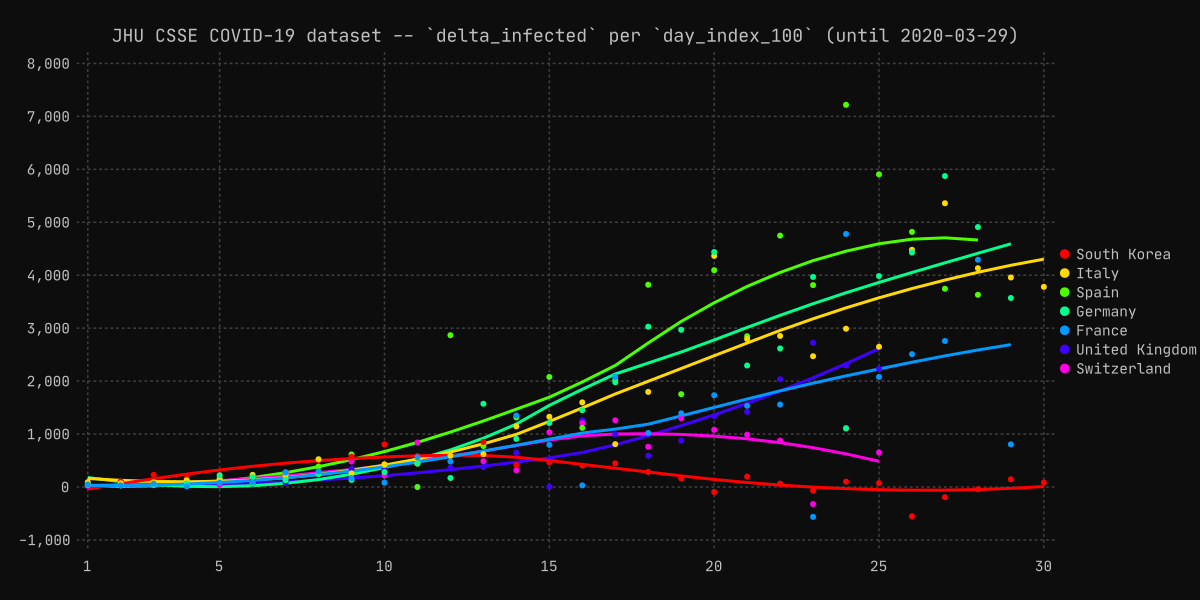 JHU CSSE COVID-19 dataset -- `delta_infected` per `day_index_100` (until 2020-03-29)
8,000
7,000
6,000
5,000
4,000
3,000
2,000
1,000
0
-1,000
1 5 10 15 20 25 30
South Korea
Italy
Spain
Germany
France
United Kingdom
Switzerland